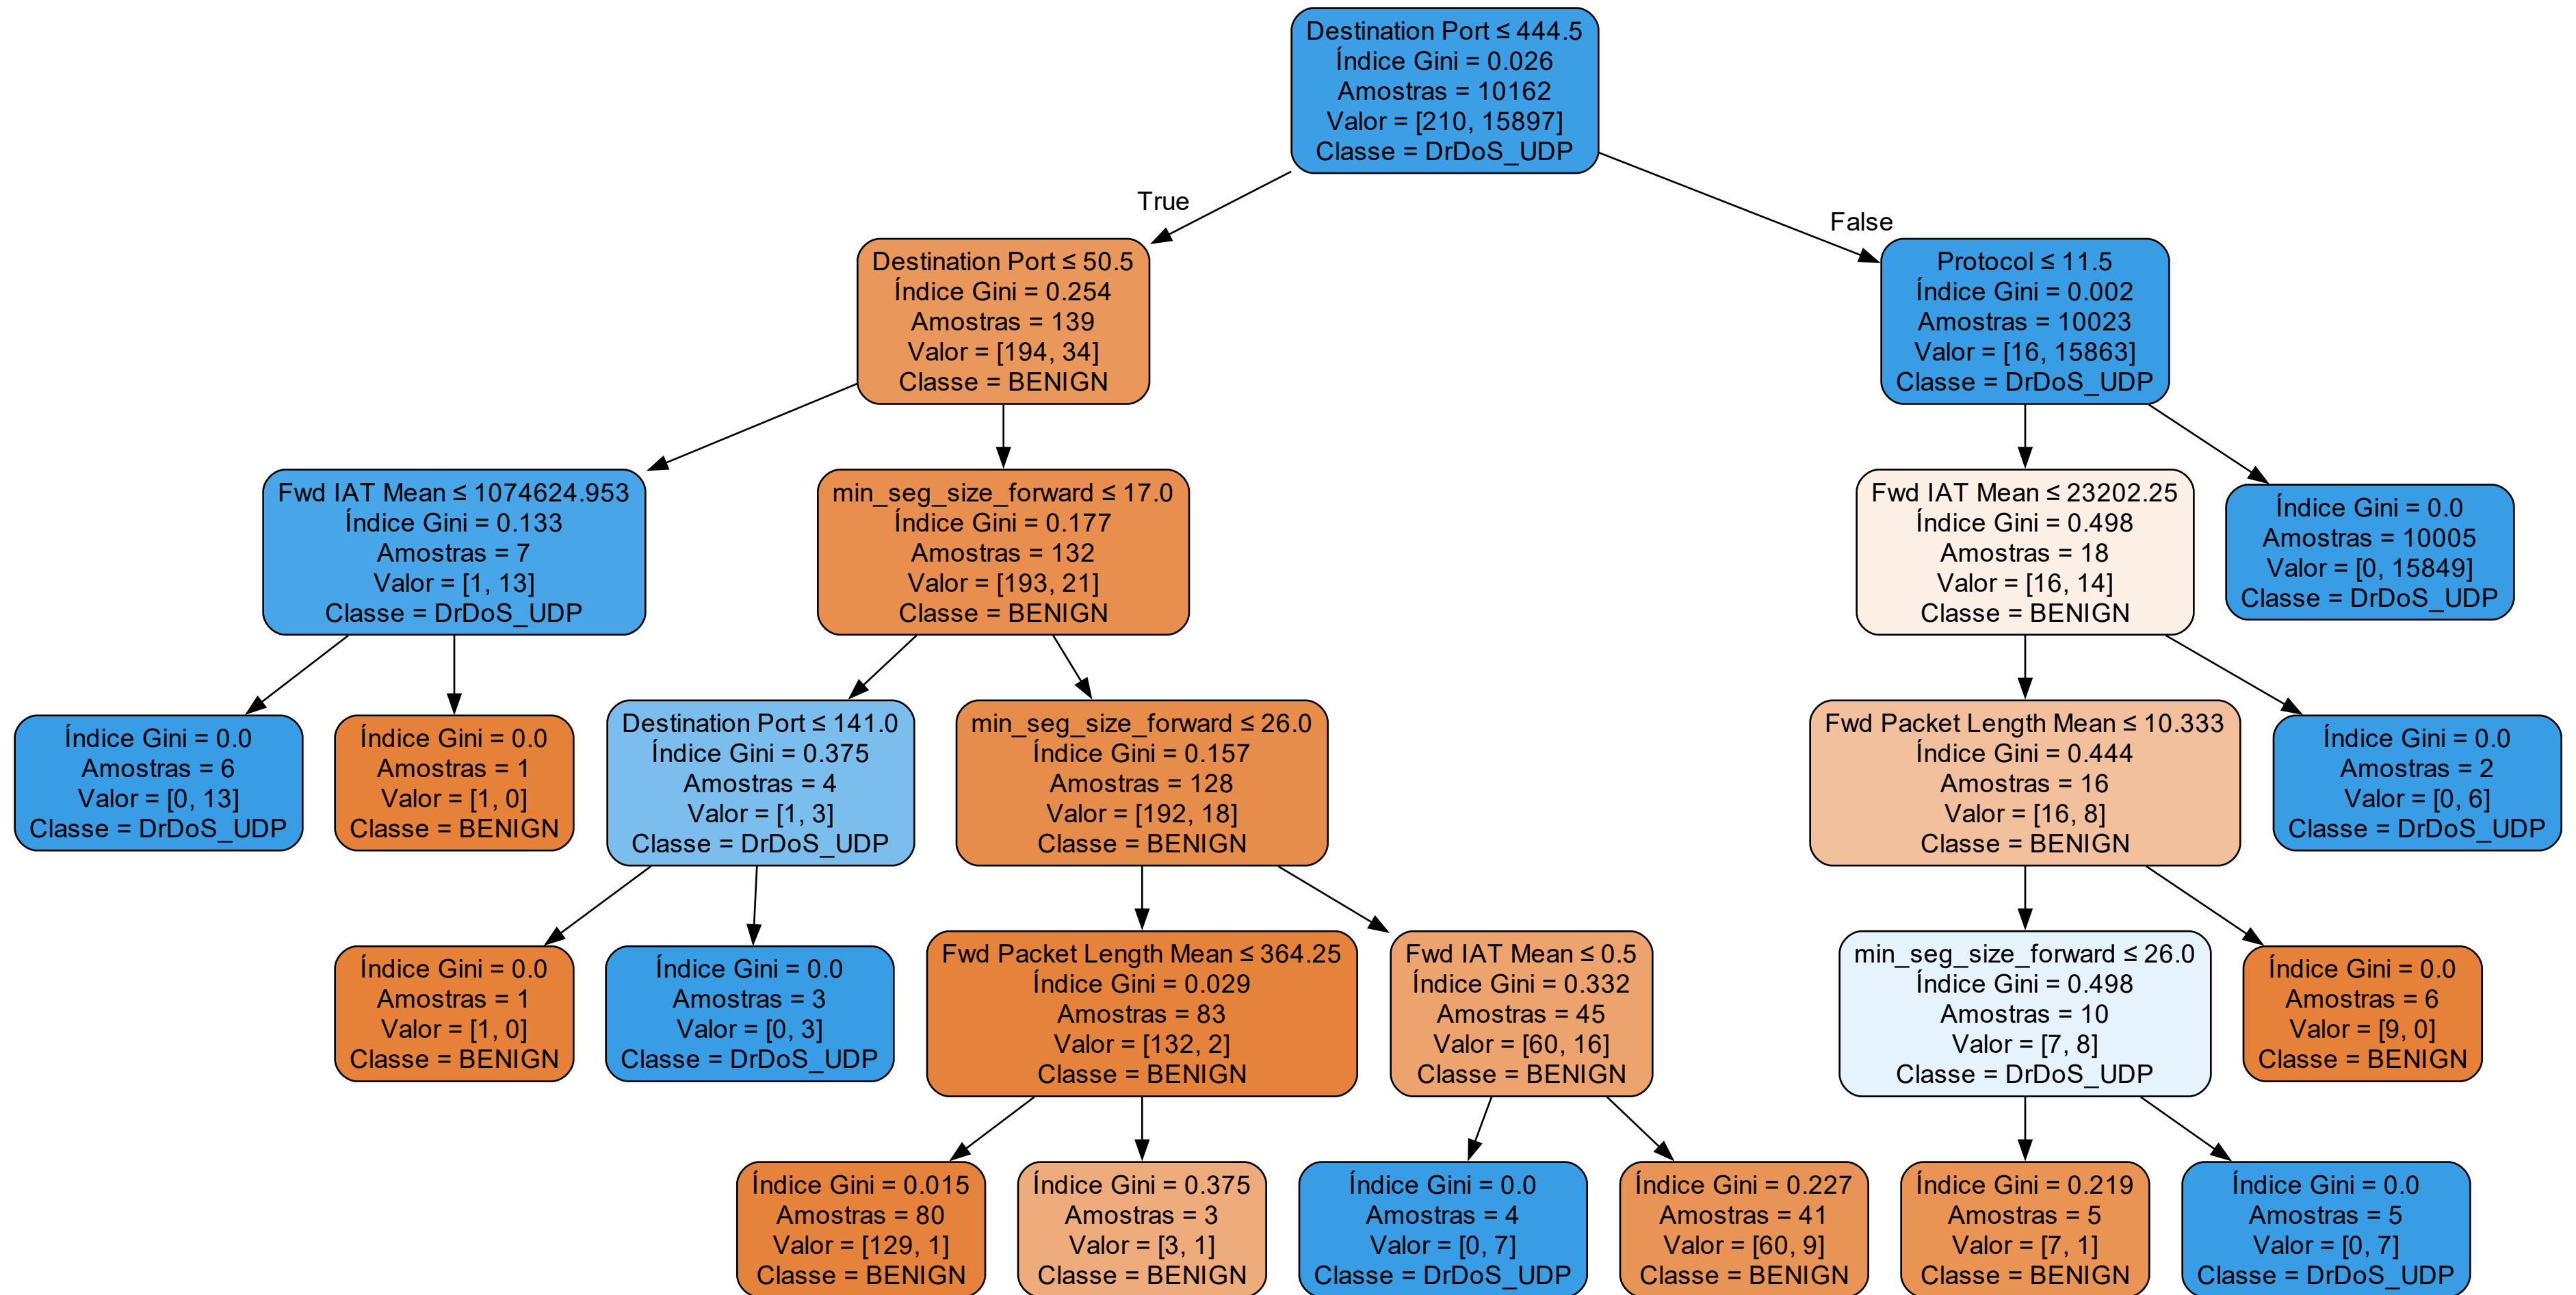 Destination Port ≤ 444.5
Índice Gini = 0.026
Amostras = 10162
Valor = [210, 15897]
Classe = DrDoS_UDP
True
False
Destination Port ≤ 50.5
Índice Gini = 0.254
Amostras = 139
Valor = [194, 34]
Classe = BENIGN
Protocol ≤ 11.5
Índice Gini = 0.002
Amostras = 10023
Valor = [16, 15863]
Classe = DrDoS_UDP
Fwd IAT Mean ≤ 1074624.953
Índice Gini = 0.133
Amostras = 7
Valor = [1, 13]
Classe = DrDoS_UDP
min_seg_size_forward ≤ 17.0
Índice Gini = 0.177
Amostras = 132
Valor = [193, 21]
Classe = BENIGN
Fwd IAT Mean ≤ 23202.25
Índice Gini = 0.498
Amostras = 18
Valor = [16, 14]
Classe = BENIGN
Índice Gini = 0.0
Amostras = 10005
Valor = [0, 15849]
Classe = DrDoS_UDP
Índice Gini = 0.0
Amostras = 6
Valor = [0, 13]
Classe = DrDoS_UDP
Índice Gini = 0.0
Amostras = 1
Valor = [1, 0]
Classe = BENIGN
Destination Port ≤ 141.0
Índice Gini = 0.375
Amostras = 4
Valor = [1, 3]
Classe = DrDoS_UDP
min_seg_size_forward ≤ 26.0
Índice Gini = 0.157
Amostras = 128
Valor = [192, 18]
Classe = BENIGN
Fwd Packet Length Mean ≤ 10.333
Índice Gini = 0.444
Amostras = 16
Valor = [16, 8]
Classe = BENIGN
Índice Gini = 0.0
Amostras = 2
Valor = [0, 6]
Classe = DrDoS_UDP
Índice Gini = 0.0
Amostras = 1
Valor = [1, 0]
Classe = BENIGN
Índice Gini = 0.0
Amostras = 3
Valor = [0, 3]
Classe = DrDoS_UDP
Fwd Packet Length Mean ≤ 364.25
Índice Gini = 0.029
Amostras = 83
Valor = [132, 2]
Classe = BENIGN
Fwd IAT Mean ≤ 0.5
Índice Gini = 0.332
Amostras = 45
Valor = [60, 16]
Classe = BENIGN
min_seg_size_forward ≤ 26.0
Índice Gini = 0.498
Amostras = 10
Valor = [7, 8]
Classe = DrDoS_UDP
Índice Gini = 0.0
Amostras = 6
Valor = [9, 0]
Classe = BENIGN
Índice Gini = 0.015
Amostras = 80
Valor = [129, 1]
Classe = BENIGN
Índice Gini = 0.375
Amostras = 3
Valor = [3, 1]
Classe = BENIGN
Índice Gini = 0.0
Amostras = 4
Valor = [0, 7]
Classe = DrDoS_UDP
Índice Gini = 0.227
Amostras = 41
Valor = [60, 9]
Classe = BENIGN
Índice Gini = 0.219
Amostras = 5
Valor = [7, 1]
Classe = BENIGN
Índice Gini = 0.0
Amostras = 5
Valor = [0, 7]
Classe = DrDoS_UDP